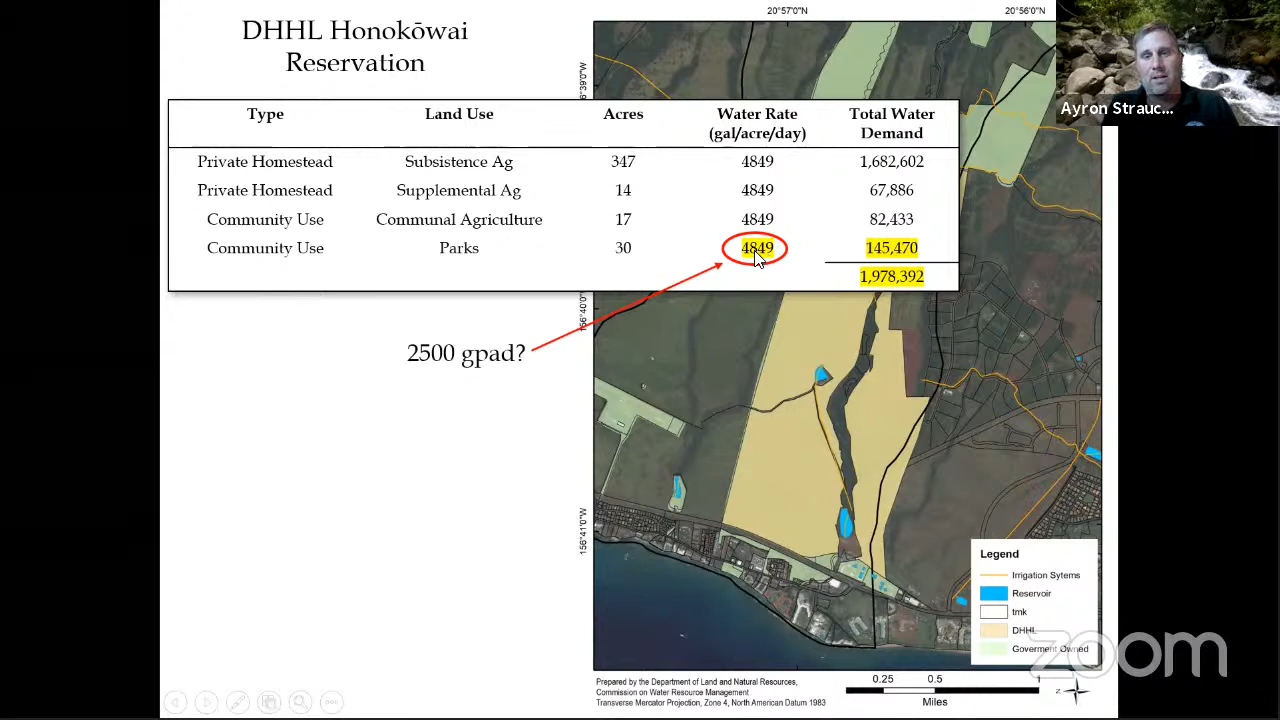 DHHL Honokōwai
Reservation
20°57'0"N
20°56'0"N
Ayron Strauc...
156°39'0"W
Type Land Use Acres Water Rate (gal/acre/day) Total Water Demand
Private Homestead Subsistence Ag 347 4849 1,682,602
Private Homestead Supplemental Ag 14 4849 67,886
Community Use Communal Agriculture 17 4849 82,433
Community Use Parks 30 4849 145,470
1,978,392
2500 gpad?
156°41'0"W
Legend
Irrigation Sytems
Reservoir
tmk
DHHL
Goverment Owned
zoom
Prepared by the Department of Land and Natural Resources,
Commission on Water Resource Management
Transverse Mercator Projection, Zone 4, North American Datum 1983
0.25 0.5 1
Miles
z